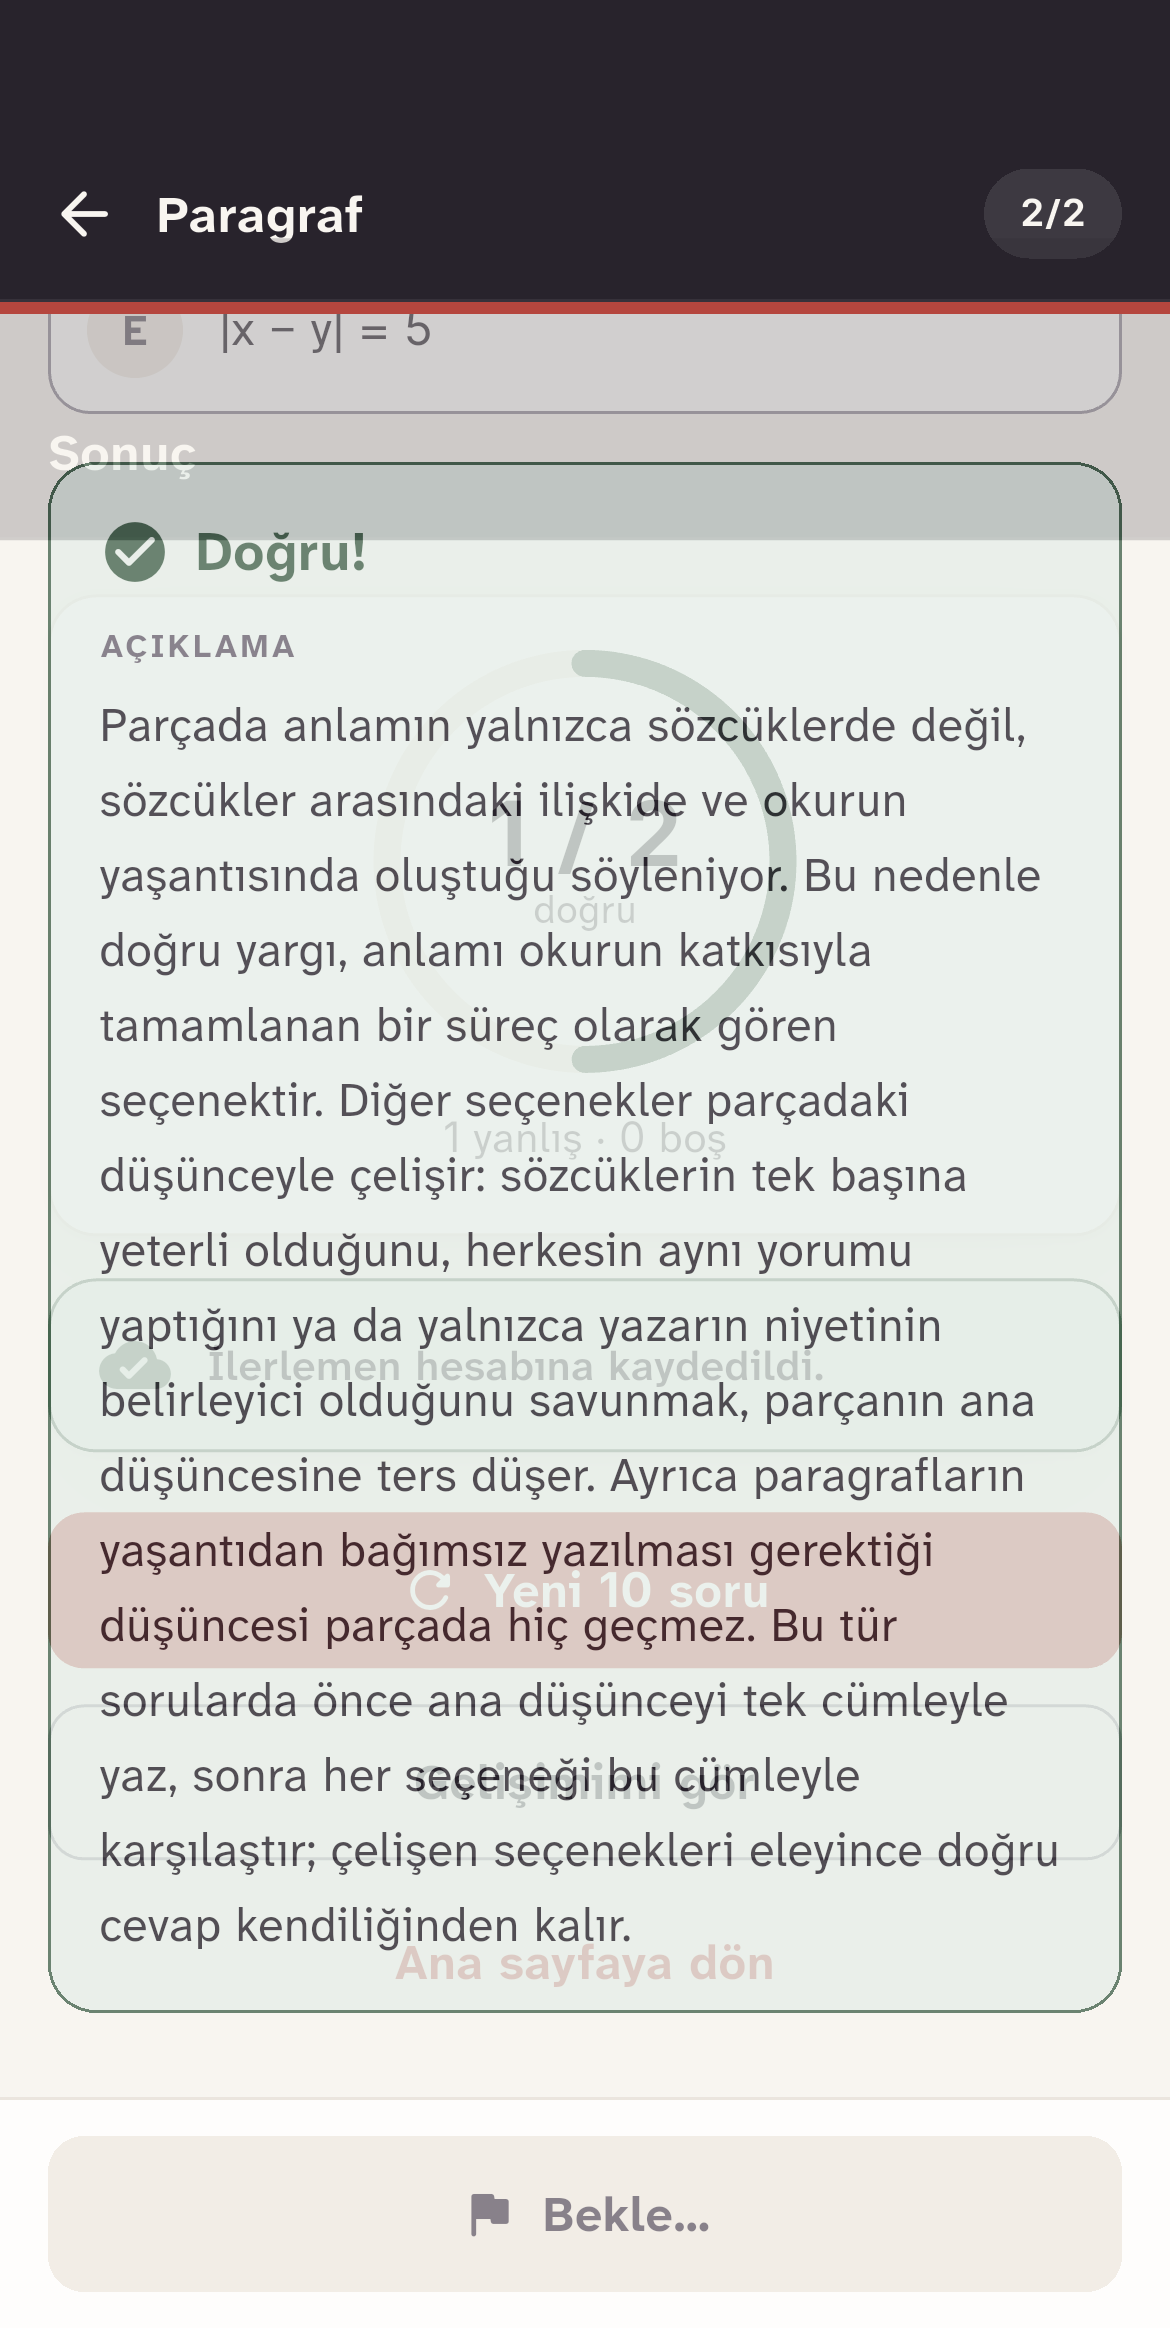 Paragraf
2/2
E |x − y| = 5
Sonuç
Doğru!
AÇIKLAMA
Parçada anlamın yalnızca sözcüklerde değil,
sözcükler arasındaki ilişkide ve okurun
1 / 2
yaşantısında oluştuğu söyleniyor. Bu nedenle
doğru
doğru yargı, anlamı okurun katkısıyla
tamamlanan bir süreç olarak gören
seçenektir. Diğer seçenekler parçadaki
1 yanlış · 0 boş
düşünceyle çelişir: sözcüklerin tek başına
yeterli olduğunu, herkesin aynı yorumu
yaptığını ya da yalnızca yazarın niyetinin
İlerlemen hesabına kaydedildi.
belirleyici olduğunu savunmak, parçanın ana
düşüncesine ters düşer. Ayrıca paragrafların
yaşantıdan bağımsız yazılması gerektiği
Yeni 10 soru
düşüncesi parçada hiç geçmez. Bu tür
sorularda önce ana düşünceyi tek cümleyle
yaz, sonra her seçeneği bu cümleyle
Gelişimimi gör
karşılaştır; çelişen seçenekleri eleyince doğru
cevap kendiliğinden kalır.
Ana sayfaya dön
Bekle…